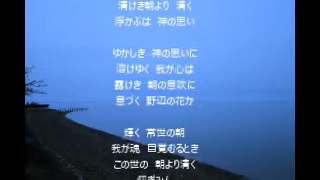 清けき朝より 清く
浮かぶは 神の思い
ゆかしき 神の思いに
溶けゆく 我が心は
露けき 朝の息吹に
息づく 野辺の花か
輝く 常世の朝
我が魂 目覚むるとき
この世の 朝より清く